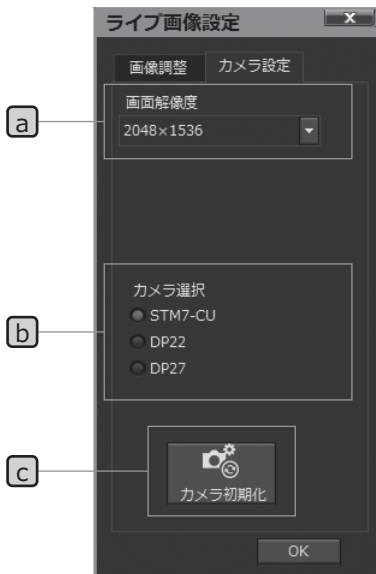 ライブ画像設定
x
画像調整 カメラ設定
a
画面解像度
2048×1536
b
カメラ選択
STM7-CU
DP22
DP27
c
カメラ初期化
OK